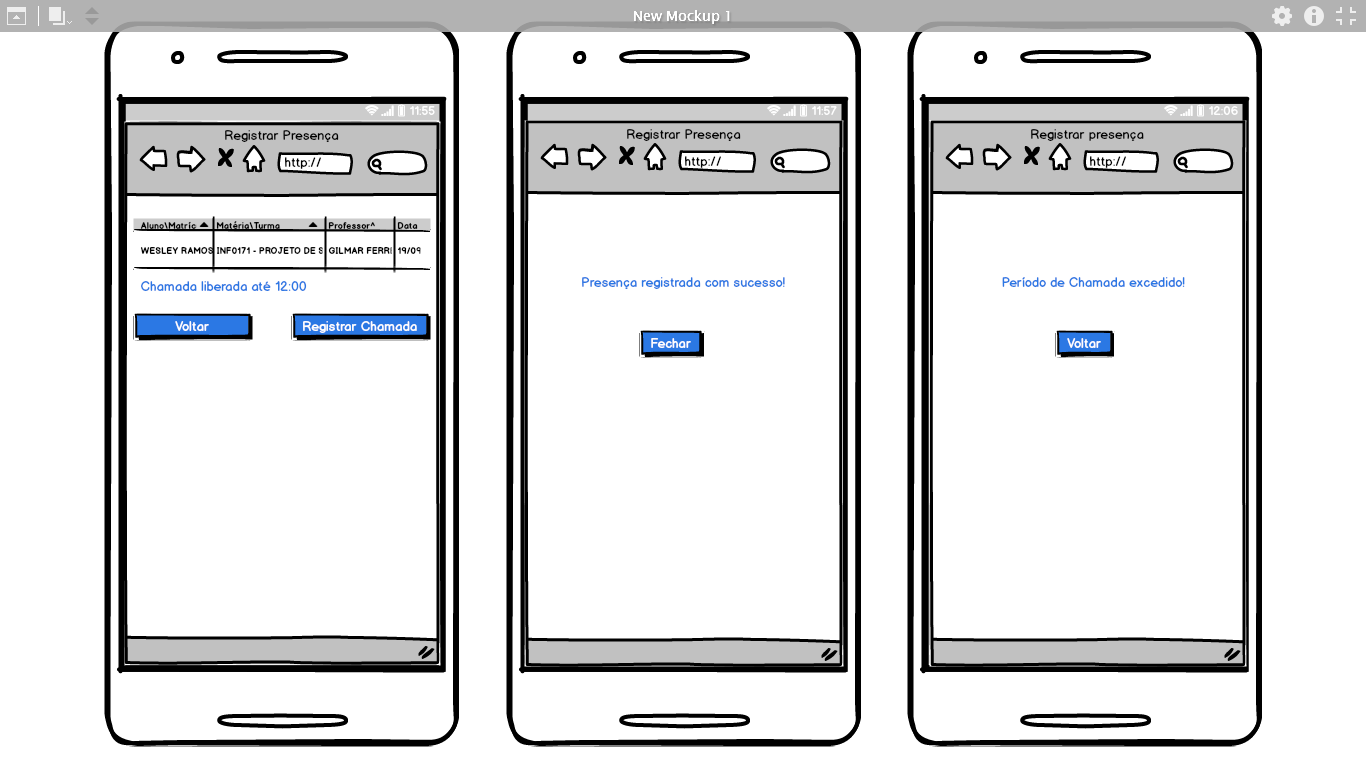 New Mockup 1
11:55
Registrar Presença
http://
Aluno\Matríc Matéria\Turma Professor^ Data
WESLEY RAMOS INF0171 - PROJETO DE S GILMAR FERRI 19/09
Chamada liberada até 12:00
Voltar Registrar Chamada
11:57
Registrar Presença
http://
Presença registrada com sucesso!
Fechar
12:06
Registrar presença
http://
Período de Chamada excedido!
Voltar